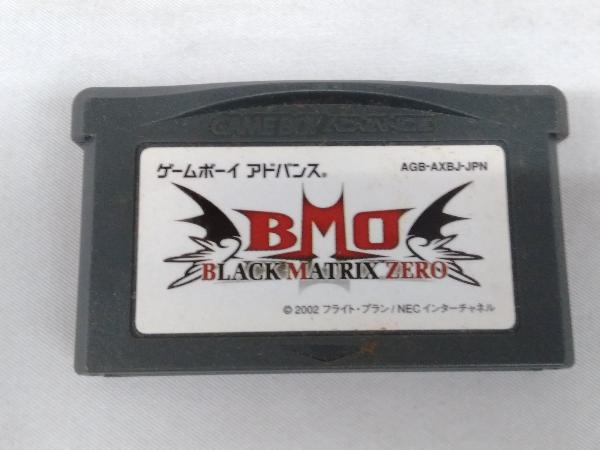 GAME BOY ADVANCE
ゲームボーイ アドバンス® AGB-AXBJ-JPN
BM0
BLACK MATRIX ZERO
© 2002 フライト・プラン/NECインターチャネル